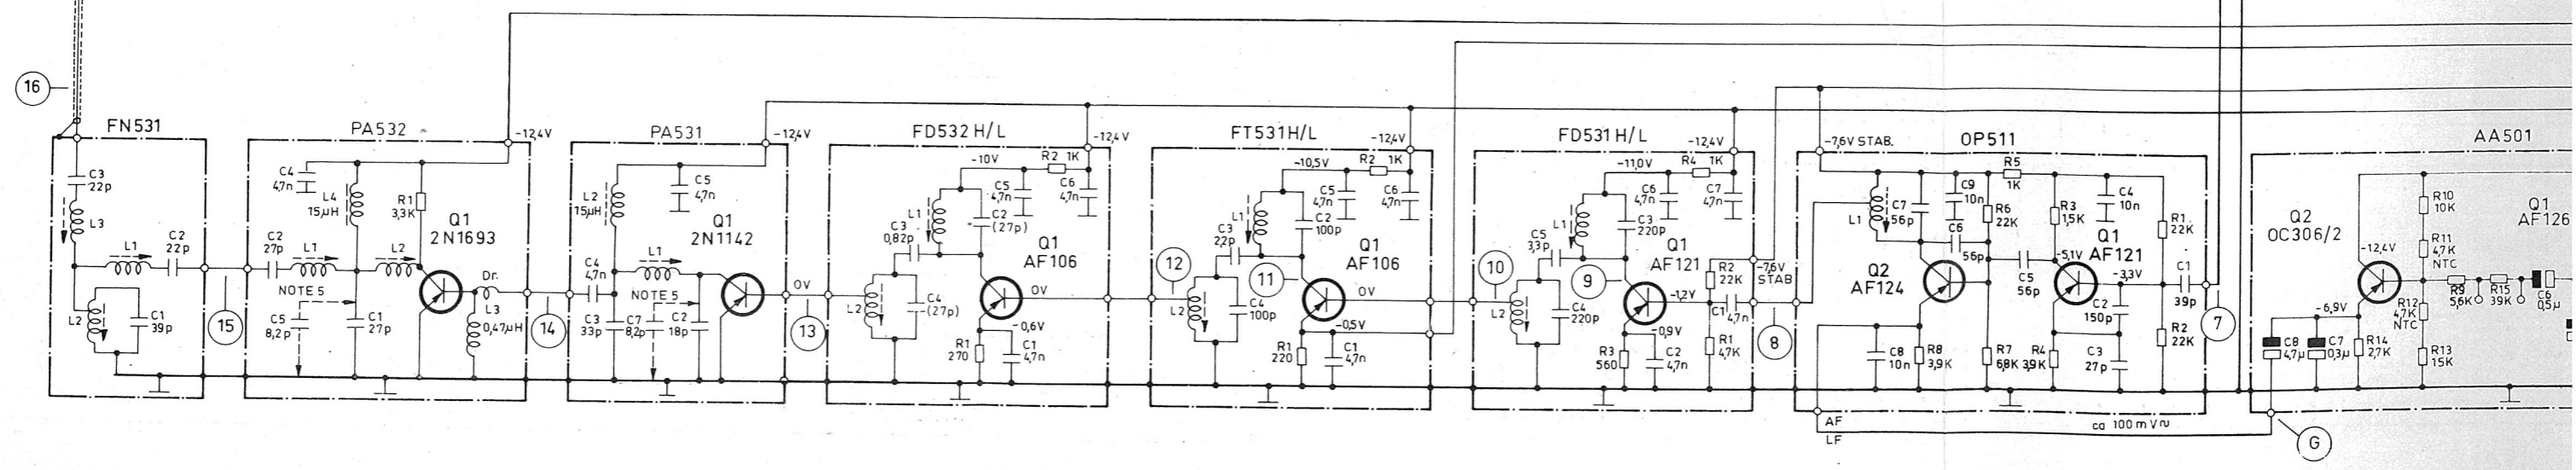 16
FN531
C3
22p
L3
L1
C2
22p
L2
C1
39p
15
PA532
-12,4V
C4
4,7n
L4
15µH
R1
3,3K
Q1
2N1693
C2
27p
L1
L2
Dr.
NOTE 5
C5
8,2p
C1
27p
L3
0,47µH
14
PA531
-12,4V
L2
15µH
C5
4,7n
Q1
2N1142
L1
C4
4,7n
NOTE 5
C3
33p
C7
8,2p
C2
18p
0V
13
FD532 H/L
-12,4V
-10V
R2 1K
C5
4,7n
C6
4,7n
L1
C2
(27p)
C3
0,82p
Q1
AF106
L2
C4
(27p)
0V
-0,6V
R1
270
C1
4,7n
12
FT531H/L
-12,4V
-10,5V
R2 1K
C5
4,7n
C6
4,7n
L1
C2
100p
C3
2,2p
11
Q1
AF106
L2
C4
100p
0V
-0,5V
R1
220
C1
4,7n
10
FD531 H/L
-12,4V
-11,0V
R4 1K
C6
4,7n
C7
4,7n
L1
C3
220p
C5
3,3p
9
Q1
AF121
R2
22K
-7,6V
STAB
L2
C4
220p
-1,2V
C1 4,7n
-0,9V
R3
560
C2
4,7n
R1
4,7K
8
OP511
-7,6V STAB.
L1
C7
56p
C9
10n
R6
22K
R5
1K
R3
1,5K
C4
10n
R1
22K
C6
56p
Q1
AF121
-5,1V
Q2
AF124
C5
56p
-3,3V
C2
150p
C1
39p
7
C8
10n
R8
3,9K
R7
6,8K
R4
3,9K
C3
27p
R2
22K
AF
LF
ca 100 mV~
G
AA501
Q2
OC306/2
R10
10K
Q1
AF126
R11
4,7K
NTC
-12,4V
R9
5,6K
R15
39K
C6
0,5µ
R12
4,7K
NTC
-6,9V
C8
4,7µ
C7
0,3µ
R14
2,7K
R13
15K